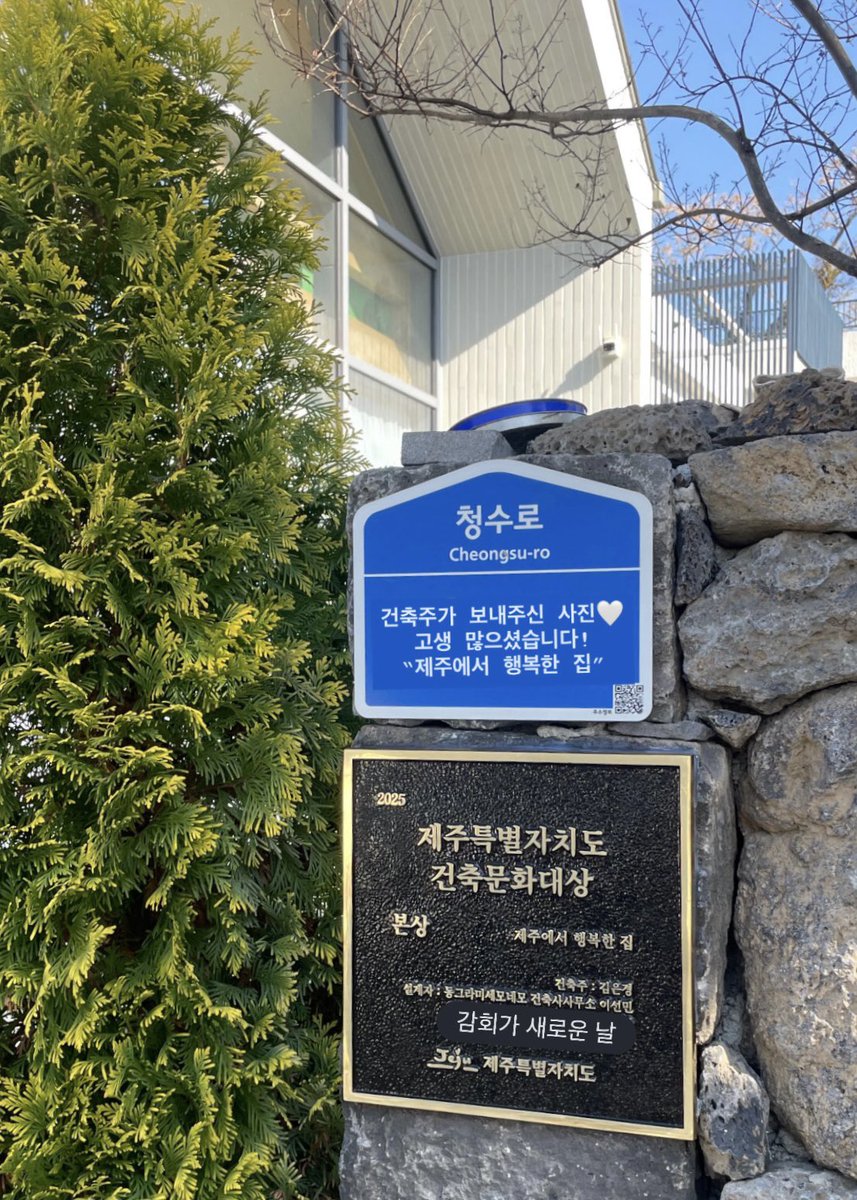 청수로
Cheongsu-ro
건축주가 보내주신 사진🤍
고생 많으셨습니다!
“제주에서 행복한 집”
2025
제주특별자치도
건축문화대상
본상
제주에서 행복한 집
건축주 : 김은경
설계자 : 동그라미세모네모 건축사사무소 이선민
감회가 새로운 날
Jeju 제주특별자치도